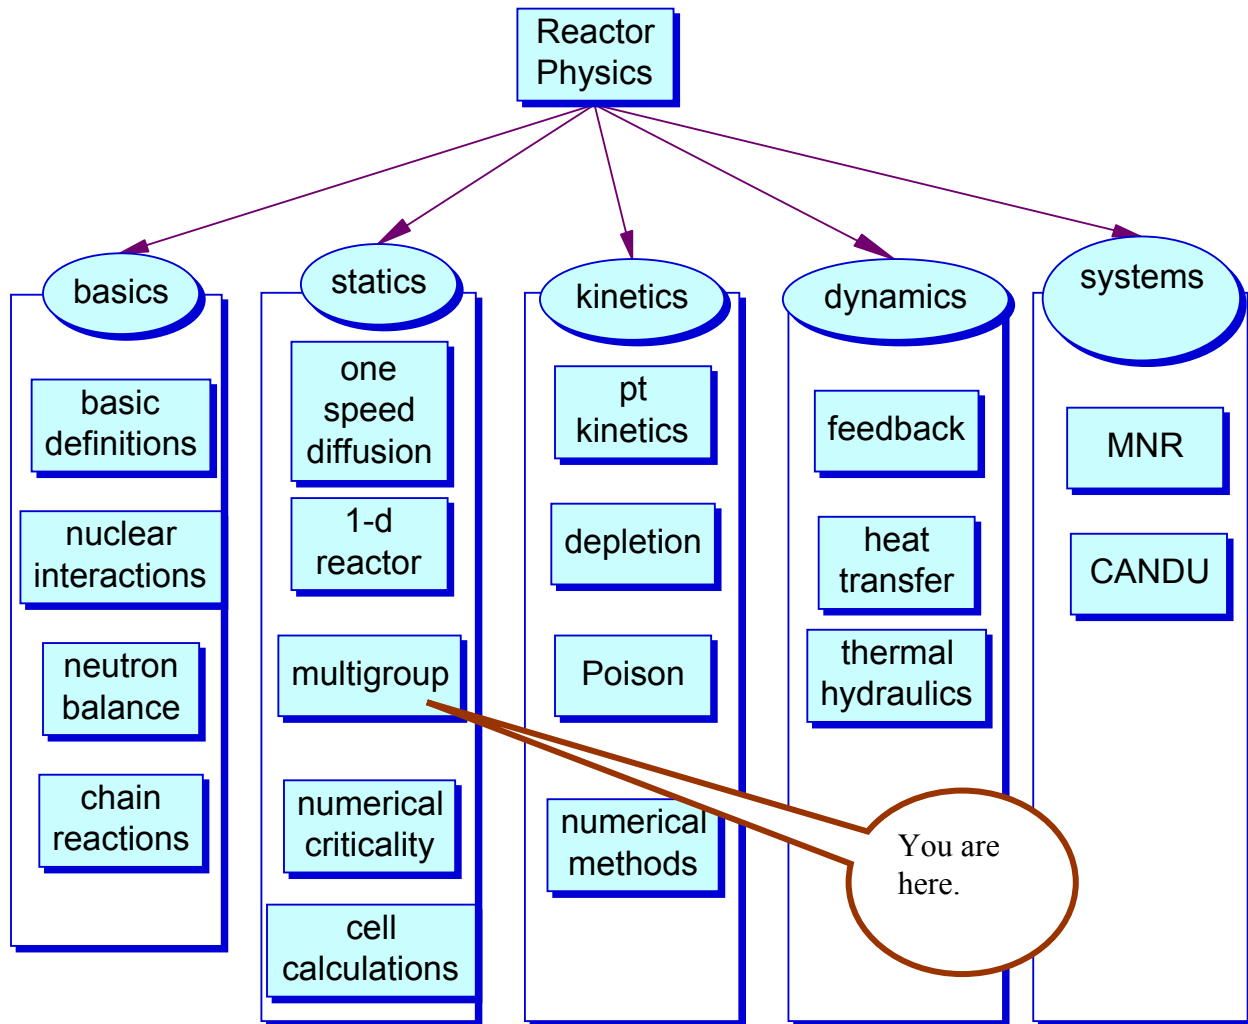 Reactor
Physics
basics
basic
definitions
nuclear
interactions
neutron
balance
chain
reactions
statics
one
speed
diffusion
1-d
reactor
multigroup
numerical
criticality
cell
calculations
kinetics
pt
kinetics
depletion
Poison
numerical
methods
dynamics
feedback
heat
transfer
thermal
hydraulics
systems
MNR
CANDU
You are
here.